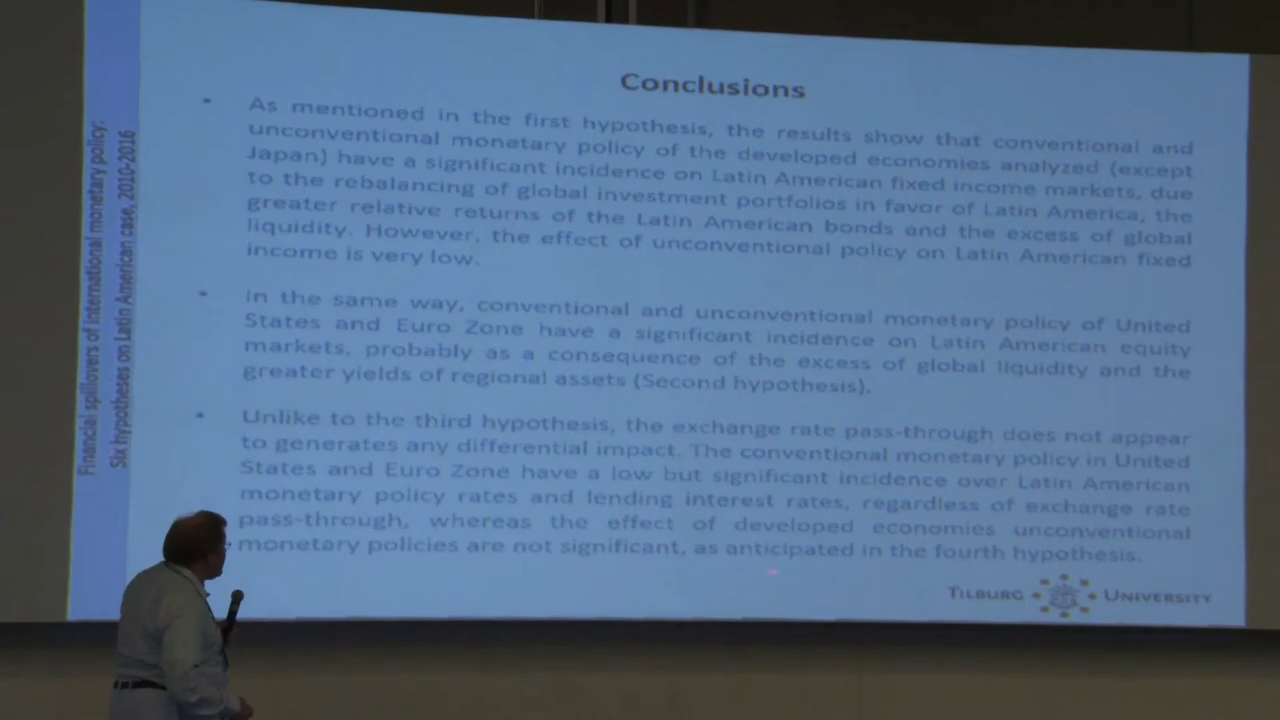 Financial spillovers of international monetary policy:
Six hypotheses on Latin American case, 2010-2016
Conclusions
• As mentioned in the first hypothesis, the results show that conventional and
unconventional monetary policy of the developed economies analyzed (except
Japan) have a significant incidence on Latin American fixed income markets, due
to the rebalancing of global investment portfolios in favor of Latin America, the
greater relative returns of the Latin American bonds and the excess of global
liquidity. However, the effect of unconventional policy on Latin American fixed
income is very low.
• In the same way, conventional and unconventional monetary policy of United
States and Euro Zone have a significant incidence on Latin American equity
markets, probably as a consequence of the excess of global liquidity and the
greater yields of regional assets (Second hypothesis).
• Unlike to the third hypothesis, the exchange rate pass-through does not appear
to generates any differential impact. The conventional monetary policy in United
States and Euro Zone have a low but significant incidence over Latin American
monetary policy rates and lending interest rates, regardless of exchange rate
pass-through, whereas the effect of developed economies unconventional
monetary policies are not significant, as anticipated in the fourth hypothesis.
TILBURG UNIVERSITY